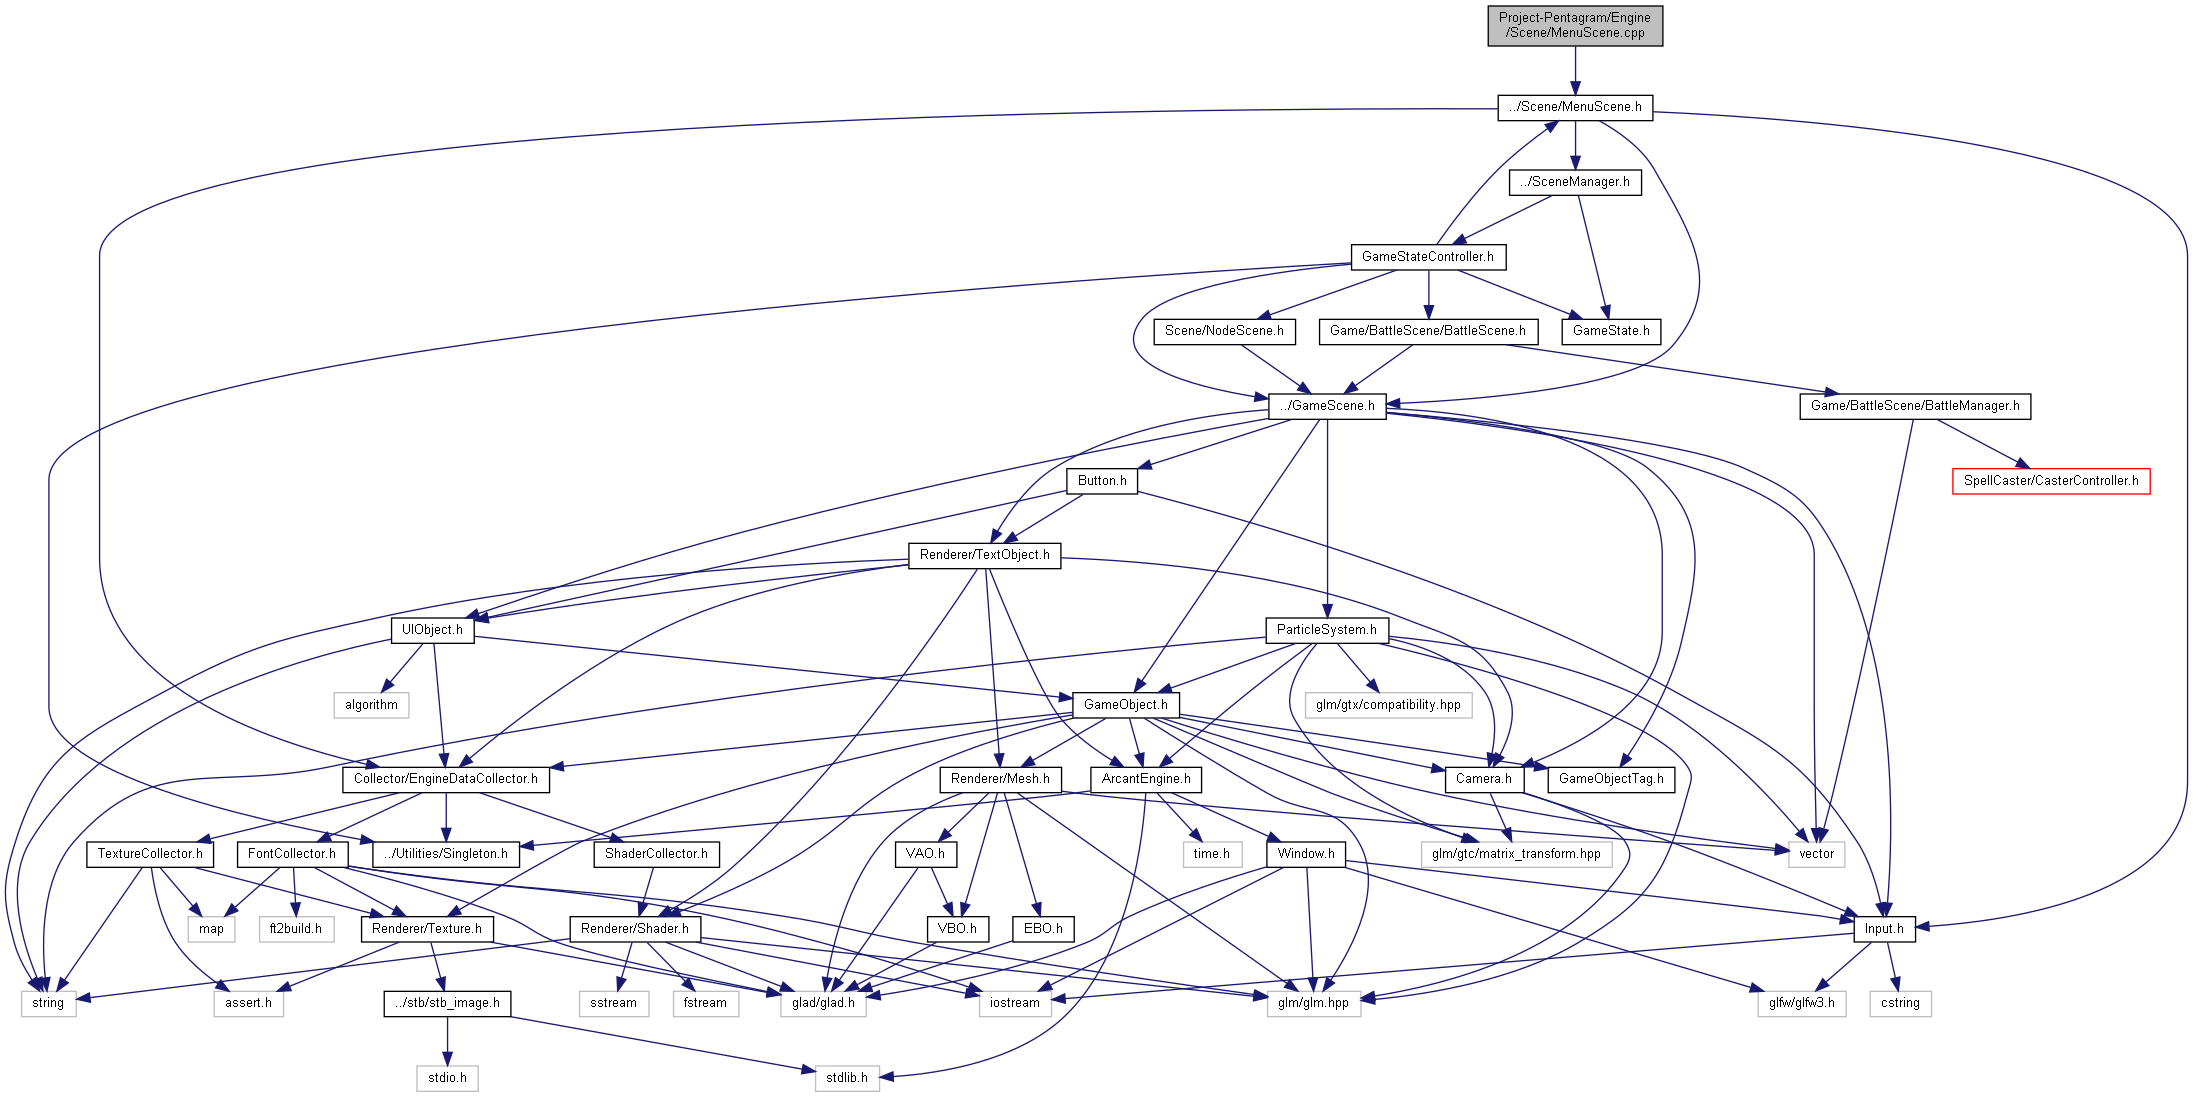 Project-Pentagram/Engine
/Scene/MenuScene.cpp
../Scene/MenuScene.h
../SceneManager.h
GameStateController.h
Scene/NodeScene.h
Game/BattleScene/BattleScene.h
GameState.h
../GameScene.h
Game/BattleScene/BattleManager.h
Button.h
SpellCaster/CasterController.h
Renderer/TextObject.h
UIObject.h
ParticleSystem.h
algorithm
GameObject.h
glm/gtx/compatibility.hpp
Collector/EngineDataCollector.h
Renderer/Mesh.h
ArcantEngine.h
Camera.h
GameObjectTag.h
TextureCollector.h
FontCollector.h
../Utilities/Singleton.h
ShaderCollector.h
VAO.h
time.h
Window.h
glm/gtc/matrix_transform.hpp
vector
map
ft2build.h
Renderer/Texture.h
Renderer/Shader.h
VBO.h
EBO.h
Input.h
string
assert.h
../stb/stb_image.h
sstream
fstream
glad/glad.h
iostream
glm/glm.hpp
glfw/glfw3.h
cstring
stdio.h
stdlib.h